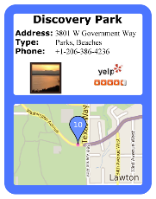 Discovery Park
Address: 3801 W Government Way
Type: Parks, Beaches
Phone: +1-206-386-4236
yelp
10
Lawton